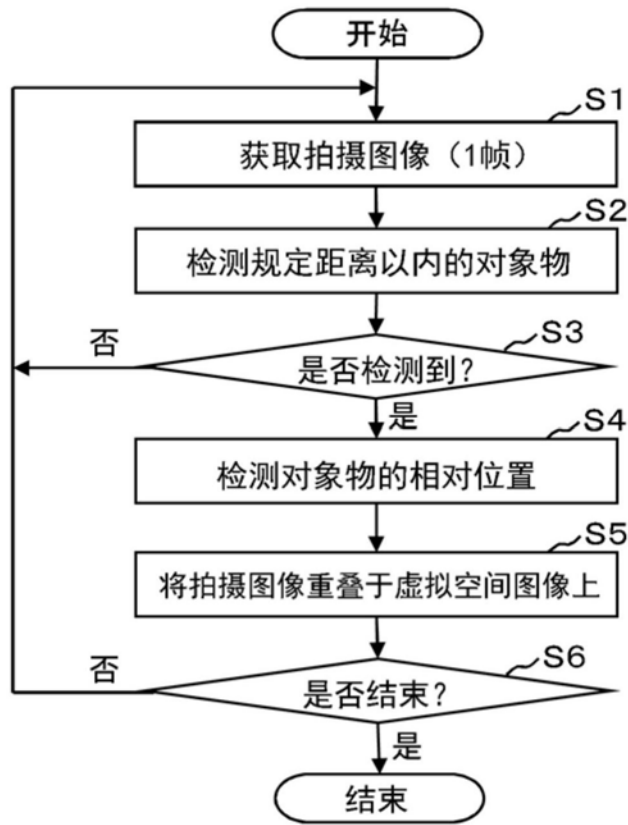 开始
S1
获取拍摄图像（1帧）
S2
检测规定距离以内的对象物
S3
否
是否检测到？
是
S4
检测对象物的相对位置
S5
将拍摄图像重叠于虚拟空间图像上
S6
否
是否结束？
是
结束